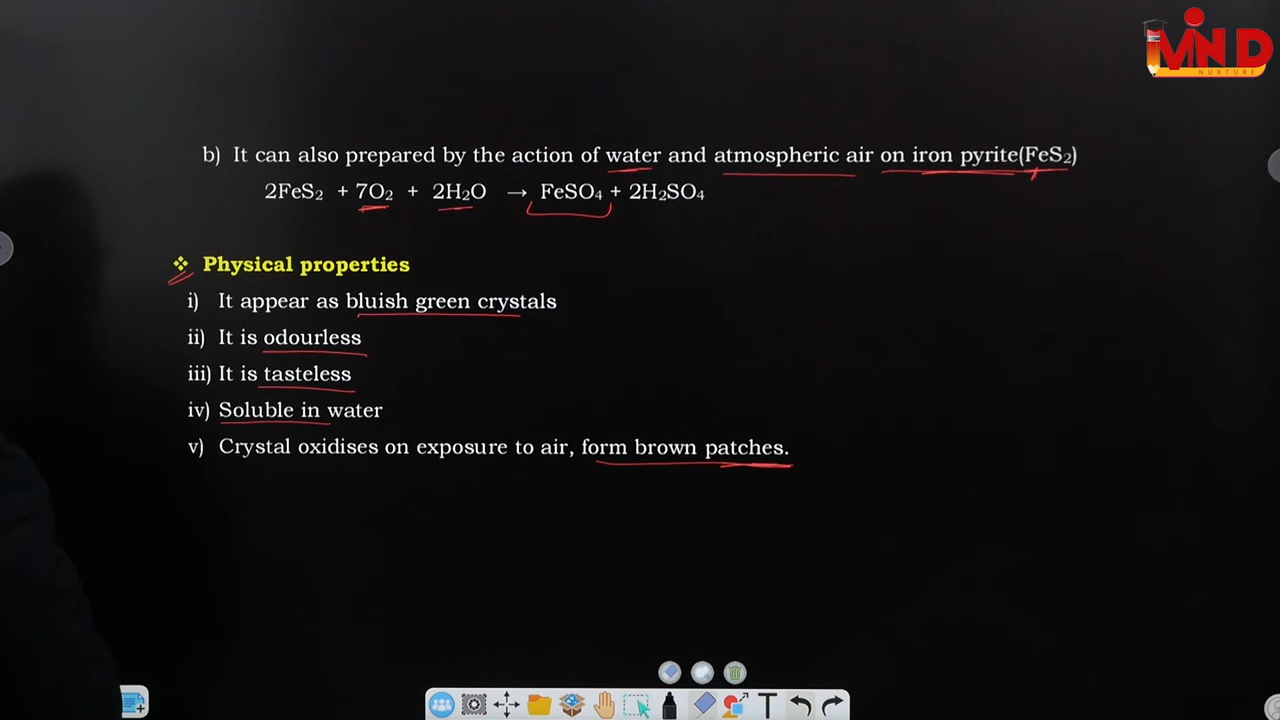 MIND
NURTURE
b) It can also prepared by the action of water and atmospheric air on iron pyrite(FeS₂)
2FeS₂ + 7O₂ + 2H₂O → FeSO₄ + 2H₂SO₄
❖ Physical properties
i) It appear as bluish green crystals
ii) It is odourless
iii) It is tasteless
iv) Soluble in water
v) Crystal oxidises on exposure to air, form brown patches.
T